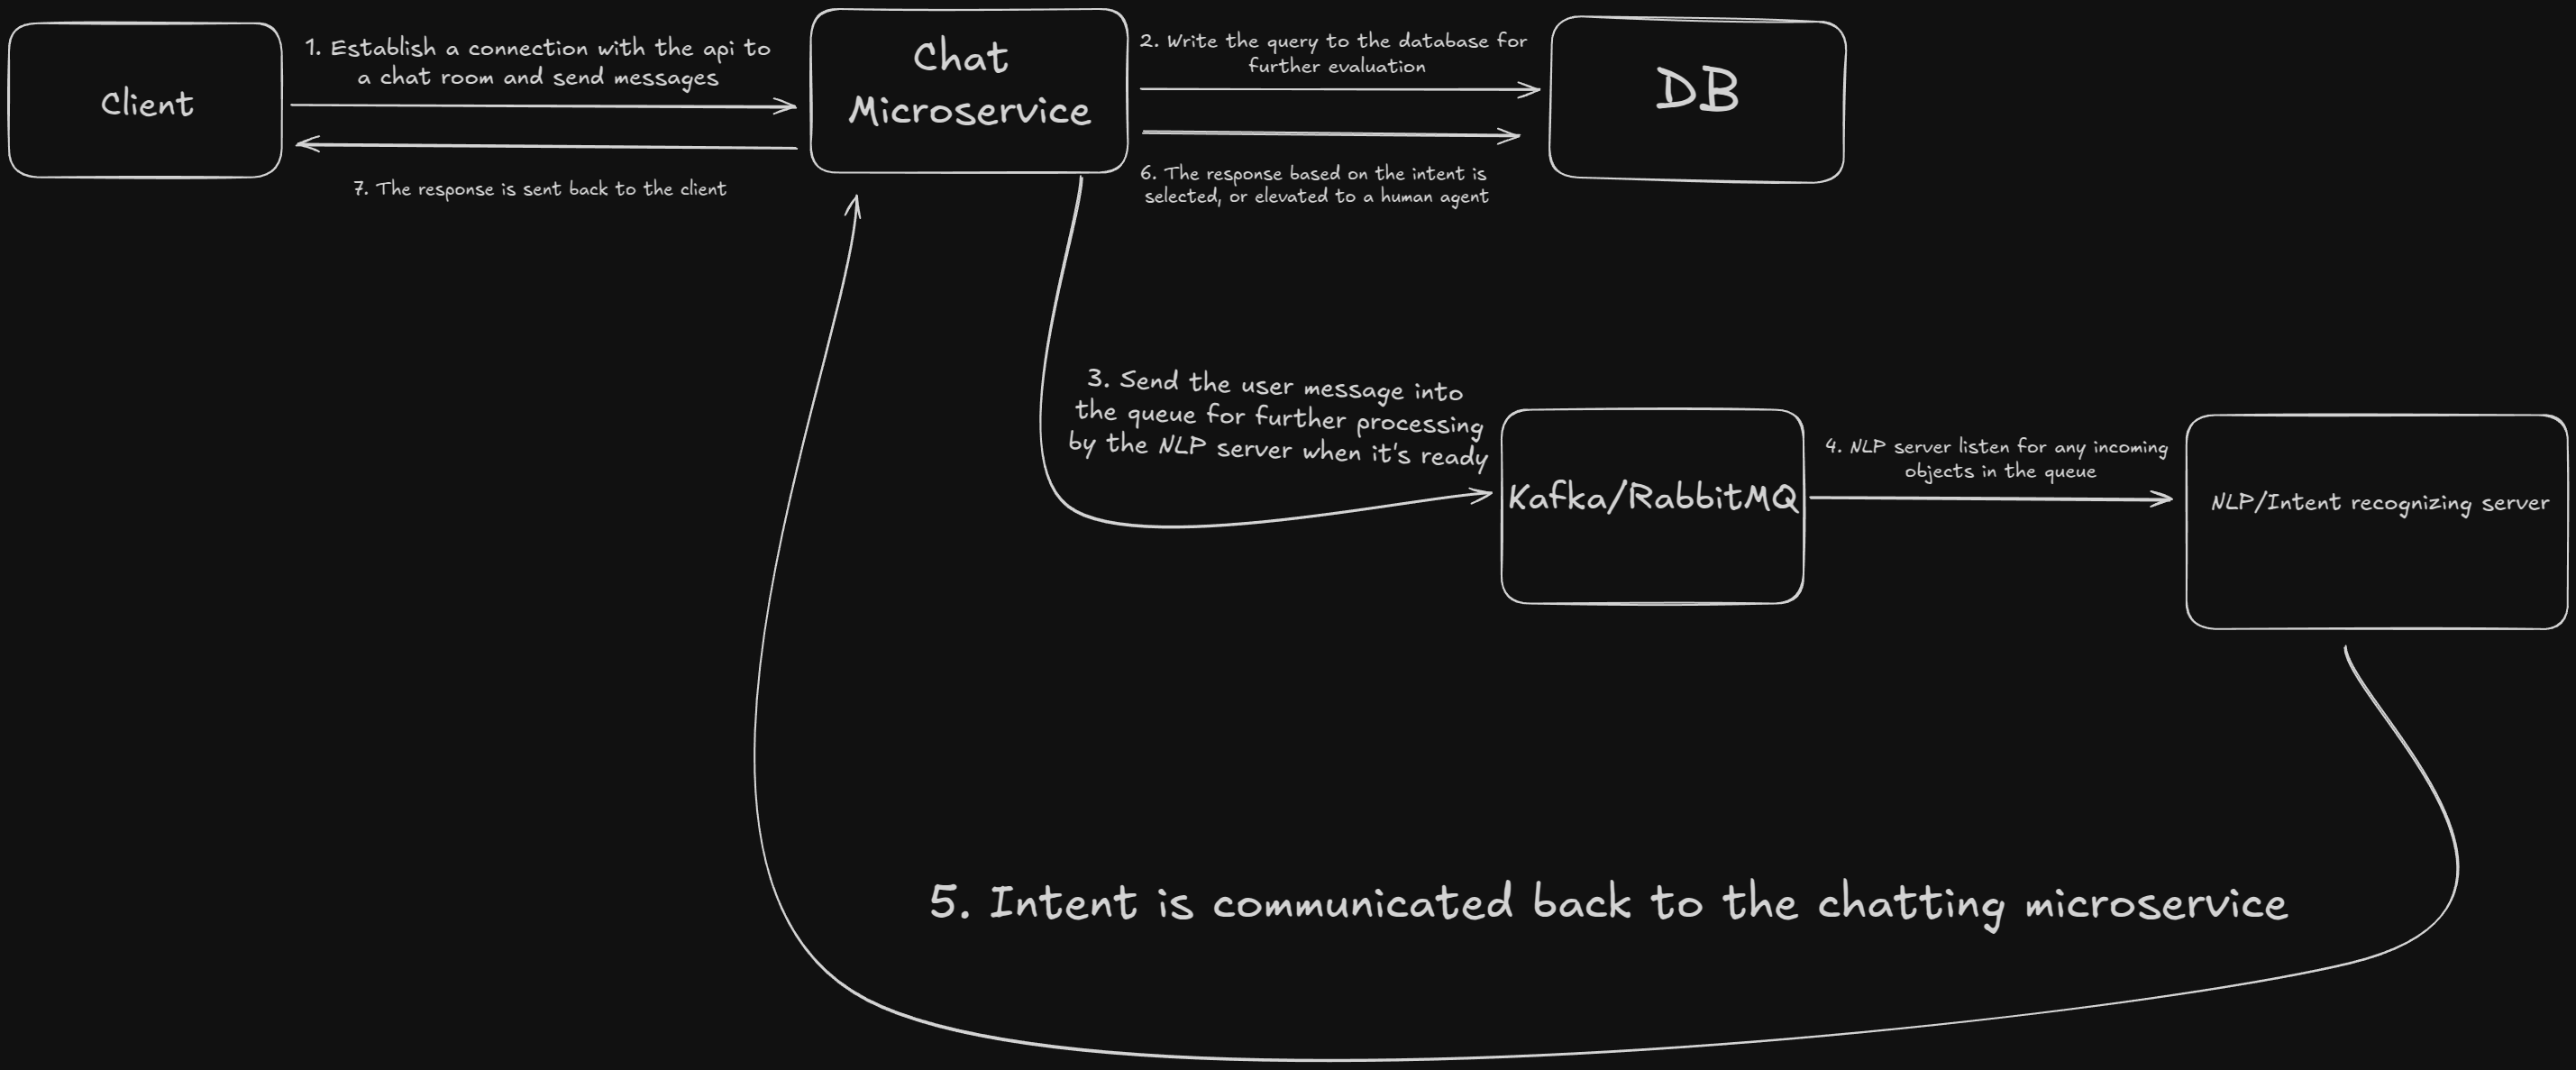 Client
1. Establish a connection with the api to
a chat room and send messages
7. The response is sent back to the client
Chat
Microservice
2. Write the query to the database for
further evaluation
6. The response based on the intent is
selected, or elevated to a human agent
DB
3. Send the user message into
the queue for further processing
by the NLP server when it's ready
Kafka/RabbitMQ
4. NLP server listen for any incoming
objects in the queue
NLP/Intent recognizing server
5. Intent is communicated back to the chatting microservice